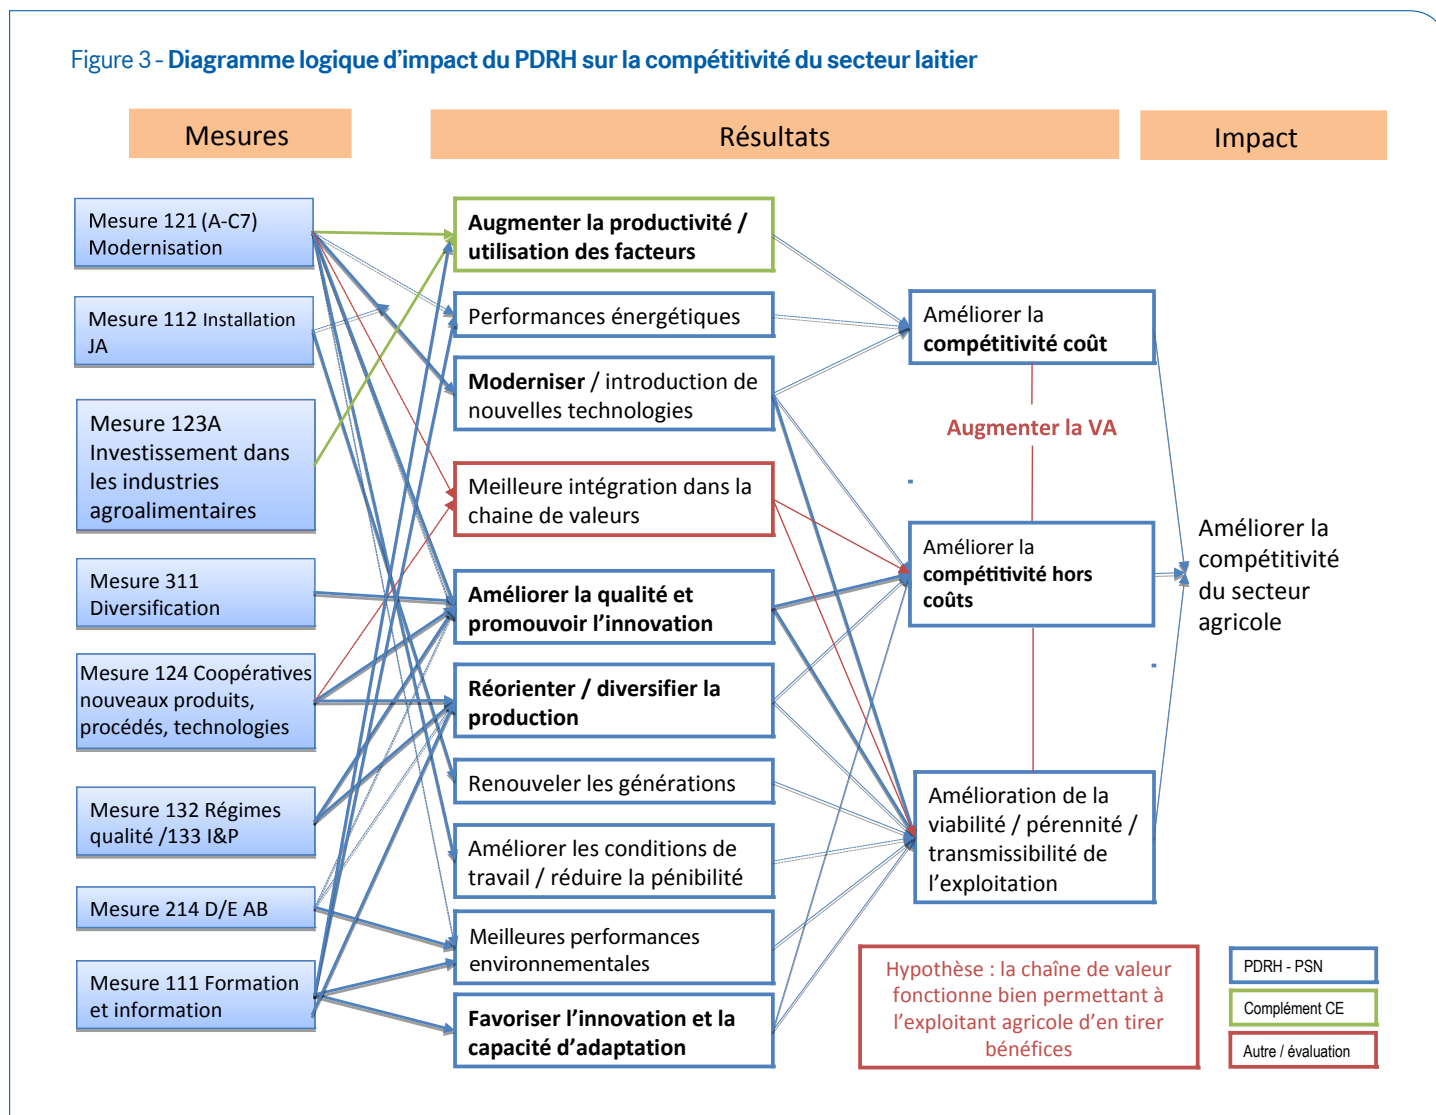 Figure 3 - Diagramme logique d’impact du PDRH sur la compétitivité du secteur laitier
Mesures
Résultats
Impact
Mesure 121 (A-C7)
Modernisation
Mesure 112 Installation
JA
Mesure 123A
Investissement dans
les industries
agroalimentaires
Mesure 311
Diversification
Mesure 124 Coopératives
nouveaux produits,
procédés, technologies
Mesure 132 Régimes
qualité /133 I&P
Mesure 214 D/E AB
Mesure 111 Formation
et information
Augmenter la productivité /
utilisation des facteurs
Performances énergétiques
Moderniser / introduction de
nouvelles technologies
Meilleure intégration dans la
chaine de valeurs
Améliorer la qualité et
promouvoir l’innovation
Réorienter / diversifier la
production
Renouveler les générations
Améliorer les conditions de
travail / réduire la pénibilité
Meilleures performances
environnementales
Favoriser l’innovation et la
capacité d’adaptation
Améliorer la
compétitivité coût
Augmenter la VA
Améliorer la
compétitivité hors
coûts
Amélioration de la
viabilité / pérennité /
transmissibilité de
l’exploitation
Améliorer la
compétitivité
du secteur
agricole
Hypothèse : la chaîne de valeur
fonctionne bien permettant à
l’exploitant agricole d’en tirer
bénéfices
PDRH - PSN
Complément CE
Autre / évaluation